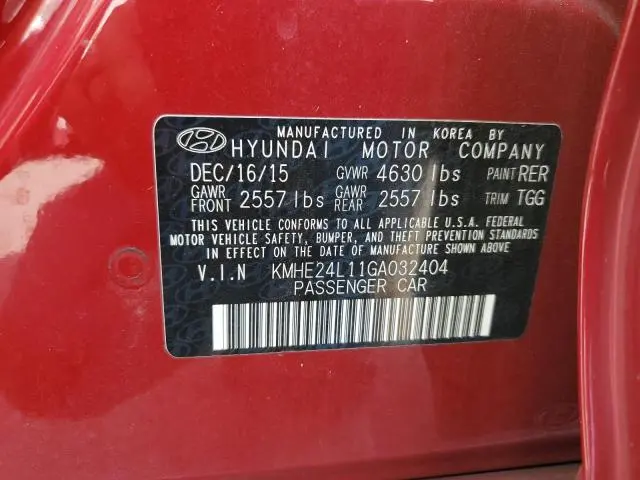 MANUFACTURED IN KOREA BY
HYUNDAI MOTOR COMPANY
DEC/16/15 GVWR 4630 lbs PAINT RER
GAWR FRONT 2557 lbs GAWR REAR 2557 lbs TRIM TGG
THIS VEHICLE CONFORMS TO ALL APPLICABLE U.S.A. FEDERAL
MOTOR VEHICLE SAFETY, BUMPER, AND THEFT PREVENTION STANDARDS
IN EFFECT ON THE DATE OF MANUFACTURE SHOWN ABOVE.
V.I.N KMHE24L11GA032404
PASSENGER CAR